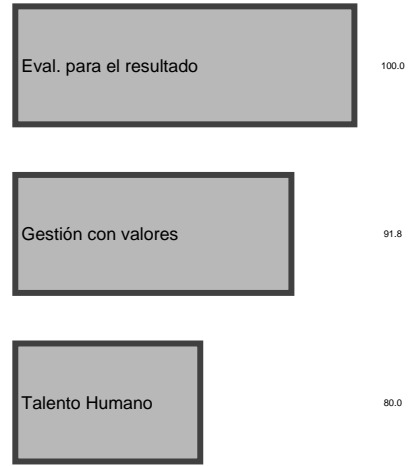 Eval. para el resultado 100.0
Gestión con valores 91.8
Talento Humano 80.0